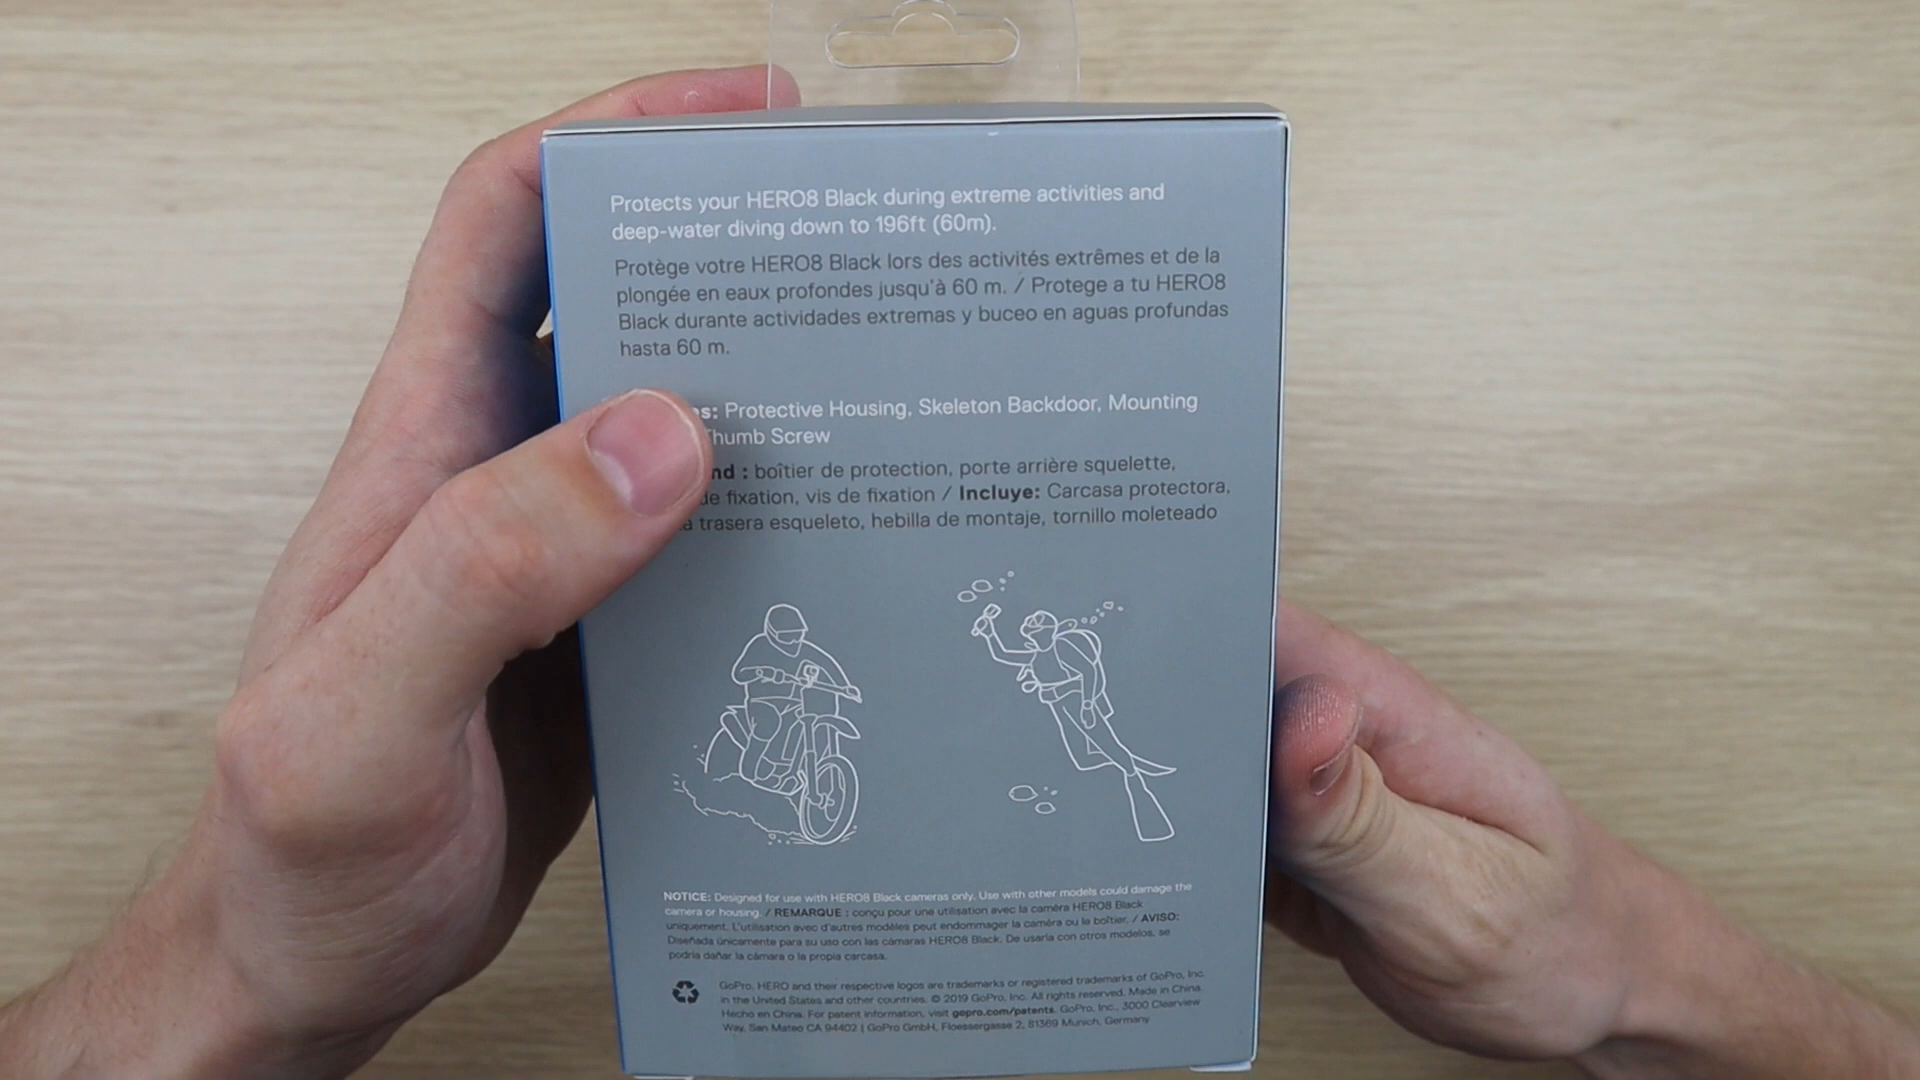 Protects your HERO8 Black during extreme activities and
deep-water diving down to 196ft (60m).
Protège votre HERO8 Black lors des activités extrêmes et de la
plongée en eaux profondes jusqu'à 60 m. / Protege a tu HERO8
Black durante actividades extremas y buceo en aguas profundas
hasta 60 m.
Protective Housing, Skeleton Backdoor, Mounting
Thumb Screw
boîtier de protection, porte arrière squelette,
de fixation, vis de fixation / Incluye: Carcasa protectora,
trasera esqueleto, hebilla de montaje, tornillo moleteado
NOTICE: Designed for use with HERO8 Black cameras only. Use with other models could damage the
camera or housing. / REMARQUE : conçu pour une utilisation avec la caméra HERO8 Black
uniquement. L'utilisation avec d'autres modèles peut endommager la caméra ou la boîtier. / AVISO:
Diseñada únicamente para su uso con las cámaras HERO8 Black. De usarla con otros modelos, se
podría dañar la cámara o la propia carcasa.
GoPro, HERO and their respective logos are trademarks or registered trademarks of GoPro, Inc.
in the United States and other countries. © 2019 GoPro, Inc. All rights reserved. Made in China.
Hecho en China. For patent information, visit gopro.com/patents. GoPro, Inc., 3000 Clearview
Way, San Mateo CA 94402 | GoPro GmbH, Floessergasse 2, 81369 Munich, Germany